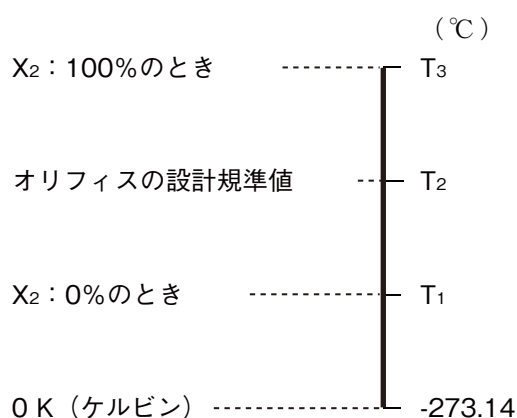 （℃）
X2：100%のとき T3
オリフィスの設計規準値 T2
X2：0%のとき T1
0 K（ケルビン） -273.14